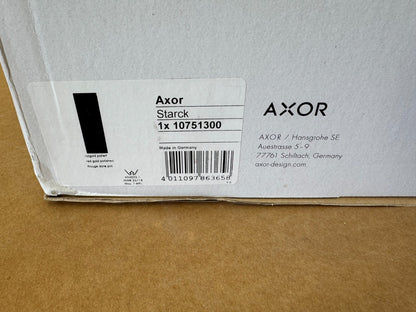 Axor
Starck
1x 10751300
Made in Germany
4 011097 863658
AXOR
AXOR / Hansgrohe SE
Auestrasse 5-9
77761 Schiltach, Germany
axor-design.com